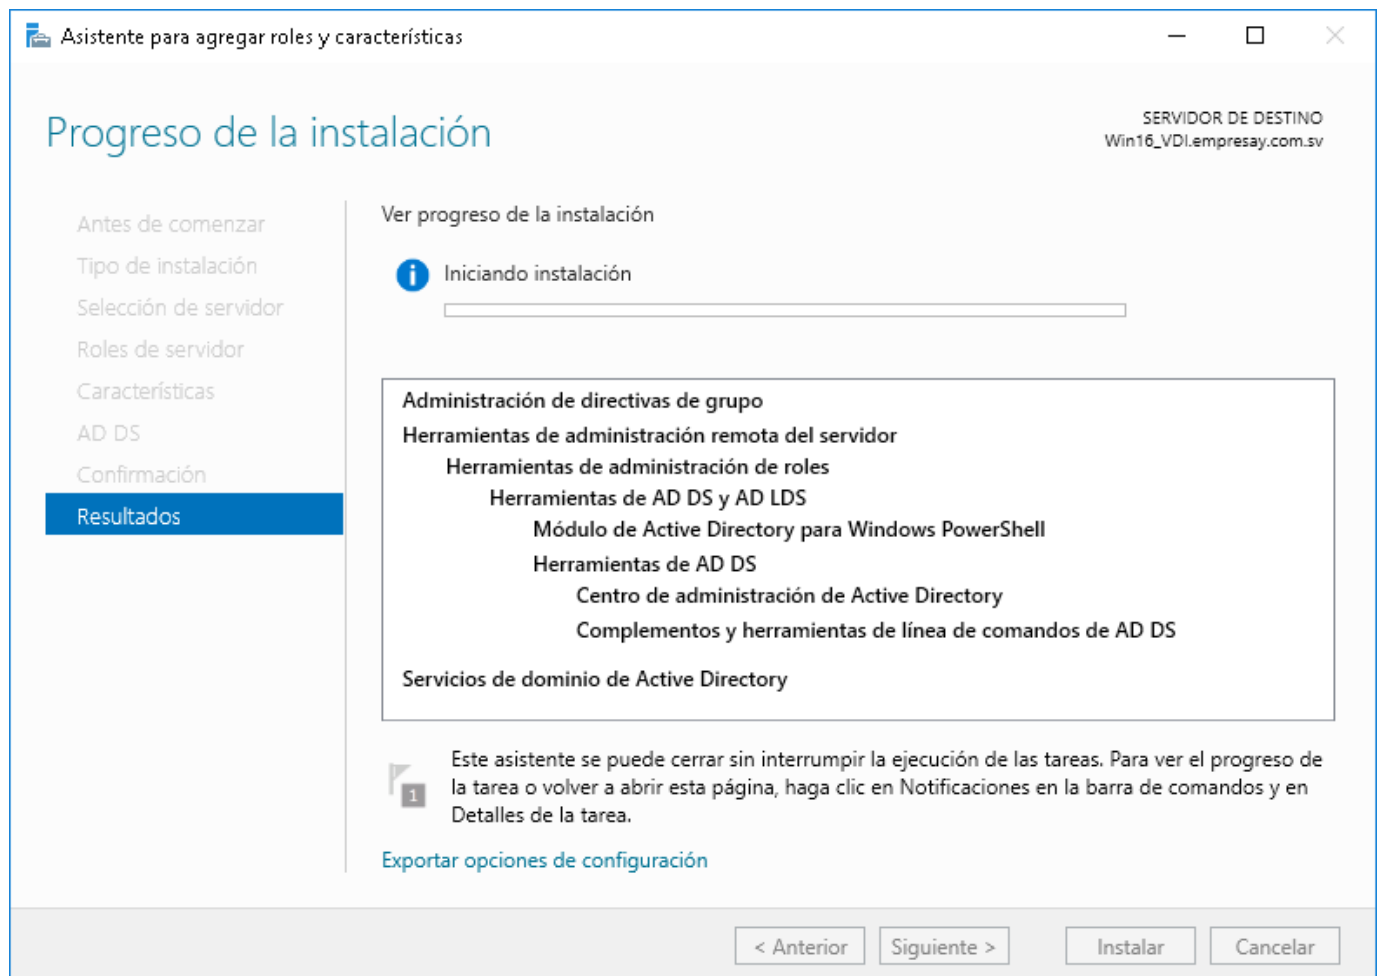 Asistente para agregar roles y características
Progreso de la instalación
SERVIDOR DE DESTINO
Win16_VDI.empresay.com.sv
Antes de comenzar
Tipo de instalación
Selección de servidor
Roles de servidor
Características
AD DS
Confirmación
Resultados
Ver progreso de la instalación
Iniciando instalación
Administración de directivas de grupo
Herramientas de administración remota del servidor
Herramientas de administración de roles
Herramientas de AD DS y AD LDS
Módulo de Active Directory para Windows PowerShell
Herramientas de AD DS
Centro de administración de Active Directory
Complementos y herramientas de línea de comandos de AD DS
Servicios de dominio de Active Directory
1
Este asistente se puede cerrar sin interrumpir la ejecución de las tareas. Para ver el progreso de
la tarea o volver a abrir esta página, haga clic en Notificaciones en la barra de comandos y en
Detalles de la tarea.
Exportar opciones de configuración
< Anterior
Siguiente >
Instalar
Cancelar